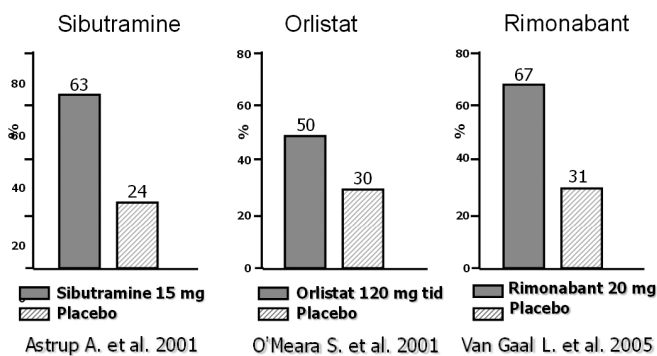 Sibutramine
80
%
60
40
20
0
63
24
Sibutramine 15 mg
Placebo
Astrup A. et al. 2001
Orlistat
80
60
%
40
20
0
50
30
Orlistat 120 mg tid
Placebo
O'Meara S. et al. 2001
Rimonabant
80
60
%
40
20
0
67
31
Rimonabant 20 mg
Placebo
Van Gaal L. et al. 2005